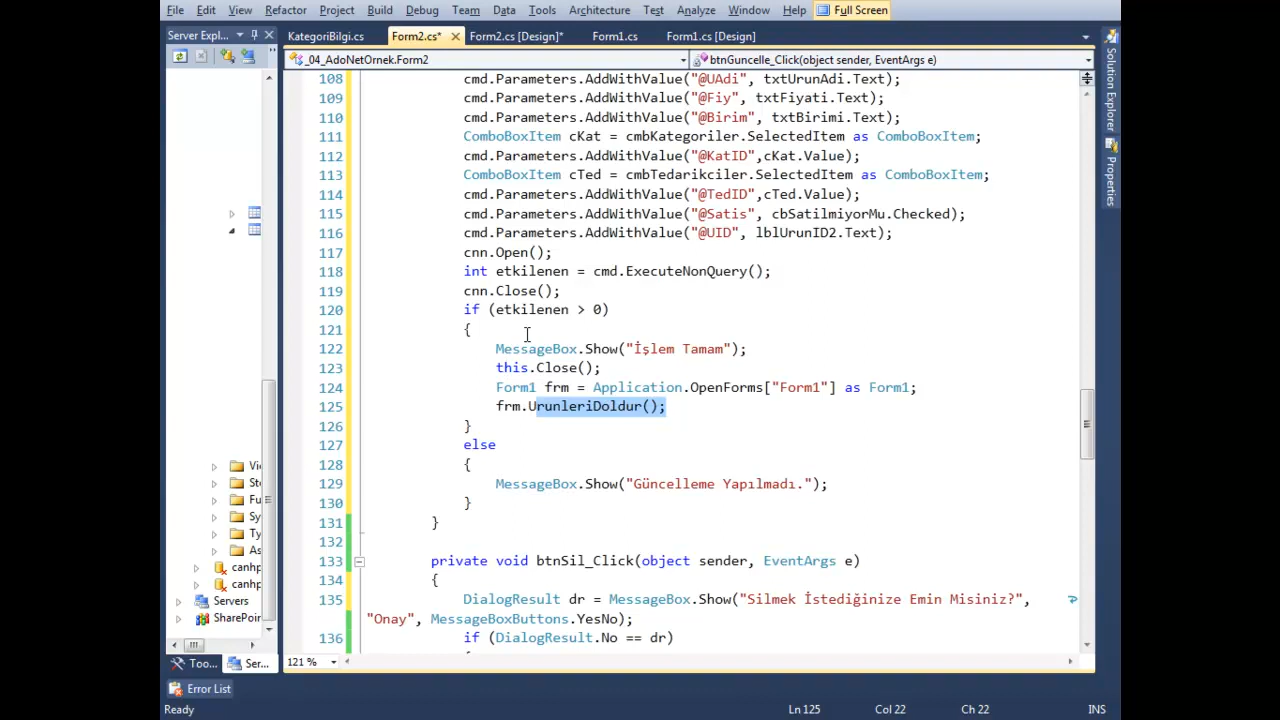 File Edit View Refactor Project Build Debug Team Data Tools Architecture Test Analyze Window Help Full Screen
Server Expl...
KategoriBilgi.cs Form2.cs* Form2.cs [Design]* Form1.cs Form1.cs [Design]
_04_AdoNetOrnek.Form2 btnGuncelle_Click(object sender, EventArgs e)
108 cmd.Parameters.AddWithValue("@UAdi", txtUrunAdi.Text);
109 cmd.Parameters.AddWithValue("@Fiy", txtFiyati.Text);
110 cmd.Parameters.AddWithValue("@Birim", txtBirimi.Text);
111 ComboBoxItem cKat = cmbKategoriler.SelectedItem as ComboBoxItem;
112 cmd.Parameters.AddWithValue("@KatID",cKat.Value);
113 ComboBoxItem cTed = cmbTedarikciler.SelectedItem as ComboBoxItem;
114 cmd.Parameters.AddWithValue("@TedID",cTed.Value);
115 cmd.Parameters.AddWithValue("@Satis", cbSatilmiyorMu.Checked);
116 cmd.Parameters.AddWithValue("@UID", lblUrunID2.Text);
117 cnn.Open();
118 int etkilenen = cmd.ExecuteNonQuery();
119 cnn.Close();
120 if (etkilenen > 0)
121 {
122 MessageBox.Show("İşlem Tamam");
123 this.Close();
124 Form1 frm = Application.OpenForms["Form1"] as Form1;
125 frm.UrunleriDoldur();
126 }
127 else
128 {
129 MessageBox.Show("Güncelleme Yapılmadı.");
130 }
131 }
132
133 private void btnSil_Click(object sender, EventArgs e)
134 {
135 DialogResult dr = MessageBox.Show("Silmek İstediğinize Emin Misiniz?",
"Onay", MessageBoxButtons.YesNo);
136 if (DialogResult.No == dr)
Vi
St
Fu
Sy
Ty
As
canhp
canhp
Servers
SharePoir
Solution Explorer
Properties
121 %
Too... Ser...
Error List
Ready Ln 125 Col 22 Ch 22 INS